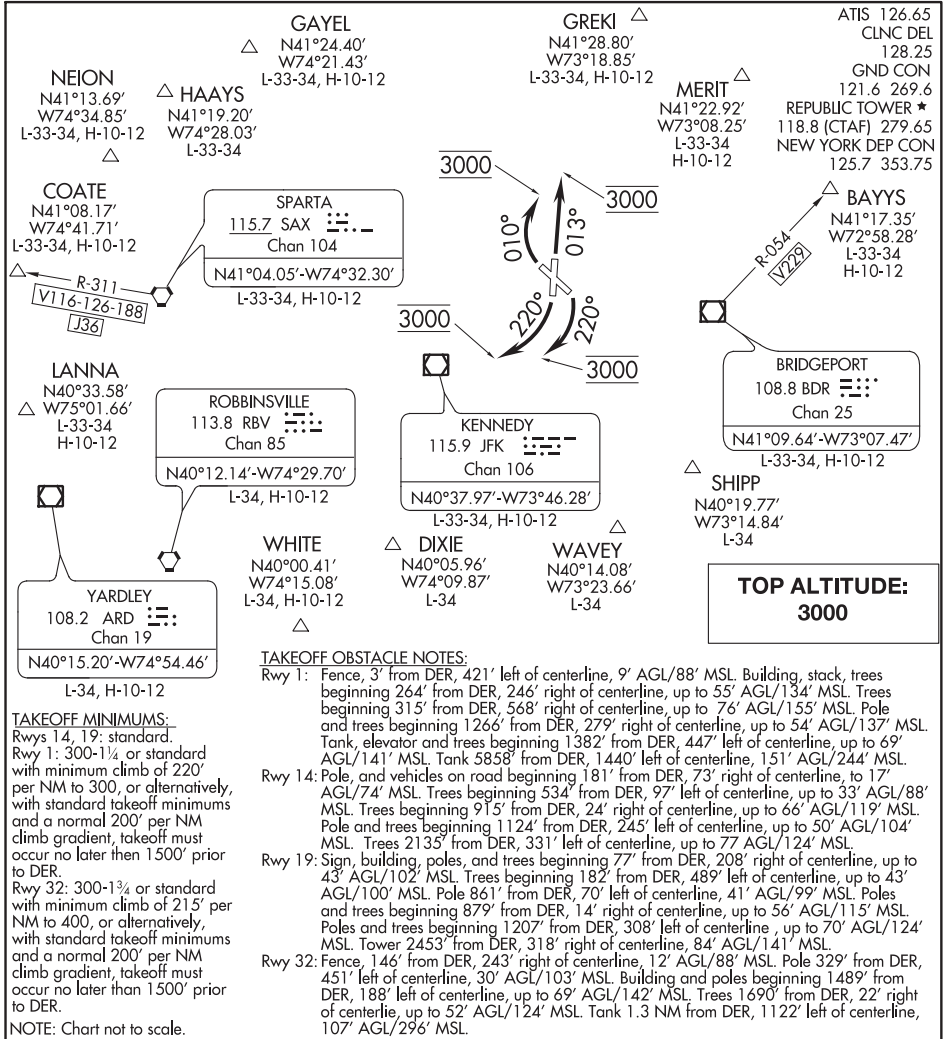 GAYEL
N41°24.40′
W74°21.43′
L-33-34, H-10-12
GREKI
N41°28.80′
W73°18.85′
L-33-34, H-10-12
ATIS 126.65
CLNC DEL
128.25
GND CON
121.6 269.6
REPUBLIC TOWER ★
118.8 (CTAF) 279.65
NEW YORK DEP CON
125.7 353.75
NEION
N41°13.69′
W74°34.85′
L-33-34, H-10-12
HAAYS
N41°19.20′
W74°28.03′
L-33-34
MERIT
N41°22.92′
W73°08.25′
L-33-34
H-10-12
COATE
N41°08.17′
W74°41.71′
L-33-34, H-10-12
SPARTA
115.7 SAX
Chan 104
N41°04.05′-W74°32.30′
L-33-34, H-10-12
R-311
V116-126-188
J36
3000
3000
010°
013°
220°
220°
3000
3000
BAYYS
N41°17.35′
W72°58.28′
L-33-34
H-10-12
R-054
V229
BRIDGEPORT
108.8 BDR
Chan 25
N41°09.64′-W73°07.47′
L-33-34, H-10-12
LANNA
N40°33.58′
W75°01.66′
L-33-34
H-10-12
ROBBINSVILLE
113.8 RBV
Chan 85
N40°12.14′-W74°29.70′
L-34, H-10-12
KENNEDY
115.9 JFK
Chan 106
N40°37.97′-W73°46.28′
L-33-34, H-10-12
SHIPP
N40°19.77′
W73°14.84′
L-34
YARDLEY
108.2 ARD
Chan 19
N40°15.20′-W74°54.46′
L-34, H-10-12
WHITE
N40°00.41′
W74°15.08′
L-34, H-10-12
DIXIE
N40°05.96′
W74°09.87′
L-34
WAVEY
N40°14.08′
W73°23.66′
L-34
TOP ALTITUDE:
3000
TAKEOFF MINIMUMS:
Rwys 14, 19: standard.
Rwy 1: 300-1¼ or standard
with minimum climb of 220′
per NM to 300, or alternatively,
with standard takeoff minimums
and a normal 200′ per NM
climb gradient, takeoff must
occur no later then 1500′ prior
to DER.
Rwy 32: 300-1¾ or standard
with minimum climb of 215′ per
NM to 400, or alternatively,
with standard takeoff minimums
and a normal 200′ per NM
climb gradient, takeoff must
occur no later than 1500′ prior
to DER.
NOTE: Chart not to scale.
TAKEOFF OBSTACLE NOTES:
Rwy 1: Fence, 3′ from DER, 421′ left of centerline, 9′ AGL/88′ MSL. Building, stack, trees
beginning 264′ from DER, 246′ right of centerline, up to 55′ AGL/134′ MSL. Trees
beginning 315′ from DER, 568′ right of centerline, up to 76′ AGL/155′ MSL. Pole
and trees beginning 1266′ from DER, 279′ right of centerline, up to 54′ AGL/137′ MSL.
Tank, elevator and trees beginning 1382′ from DER, 447′ left of centerline, up to 69′
AGL/141′ MSL. Tank 5858′ from DER, 1440′ left of centerline, 151′ AGL/244′ MSL.
Rwy 14: Pole, and vehicles on road beginning 181′ from DER, 73′ right of centerline, to 17′
AGL/74′ MSL. Trees beginning 534′ from DER, 97′ left of centerline, up to 33′ AGL/88′
MSL. Trees beginning 915′ from DER, 24′ right of centerline, up to 66′ AGL/119′ MSL.
Pole and trees beginning 1124′ from DER, 245′ left of centerline, up to 50′ AGL/104′
MSL. Trees 2135′ from DER, 331′ left of centerline, up to 77 AGL/124′ MSL.
Rwy 19: Sign, building, poles, and trees beginning 77′ from DER, 208′ right of centerline, up to
43′ AGL/102′ MSL. Trees beginning 182′ from DER, 489′ left of centerline, up to 43′
AGL/100′ MSL. Pole 861′ from DER, 70′ left of centerline, 41′ AGL/99′ MSL. Poles
and trees beginning 879′ from DER, 14′ right of centerline, up to 56′ AGL/115′ MSL.
Poles and trees beginning 1207′ from DER, 308′ left of centerline , up to 70′ AGL/124′
MSL. Tower 2453′ from DER, 318′ right of centerline, 84′ AGL/141′ MSL.
Rwy 32: Fence, 146′ from DER, 243′ right of centerline, 12′ AGL/88′ MSL. Pole 329′ from DER,
451′ left of centerline, 30′ AGL/103′ MSL. Building and poles beginning 1489′ from
DER, 188′ left of centerline, up to 69′ AGL/142′ MSL. Trees 1690′ from DER, 22′ right
of centerlie, up to 52′ AGL/124′ MSL. Tank 1.3 NM from DER, 1122′ left of centerline,
107′ AGL/296′ MSL.